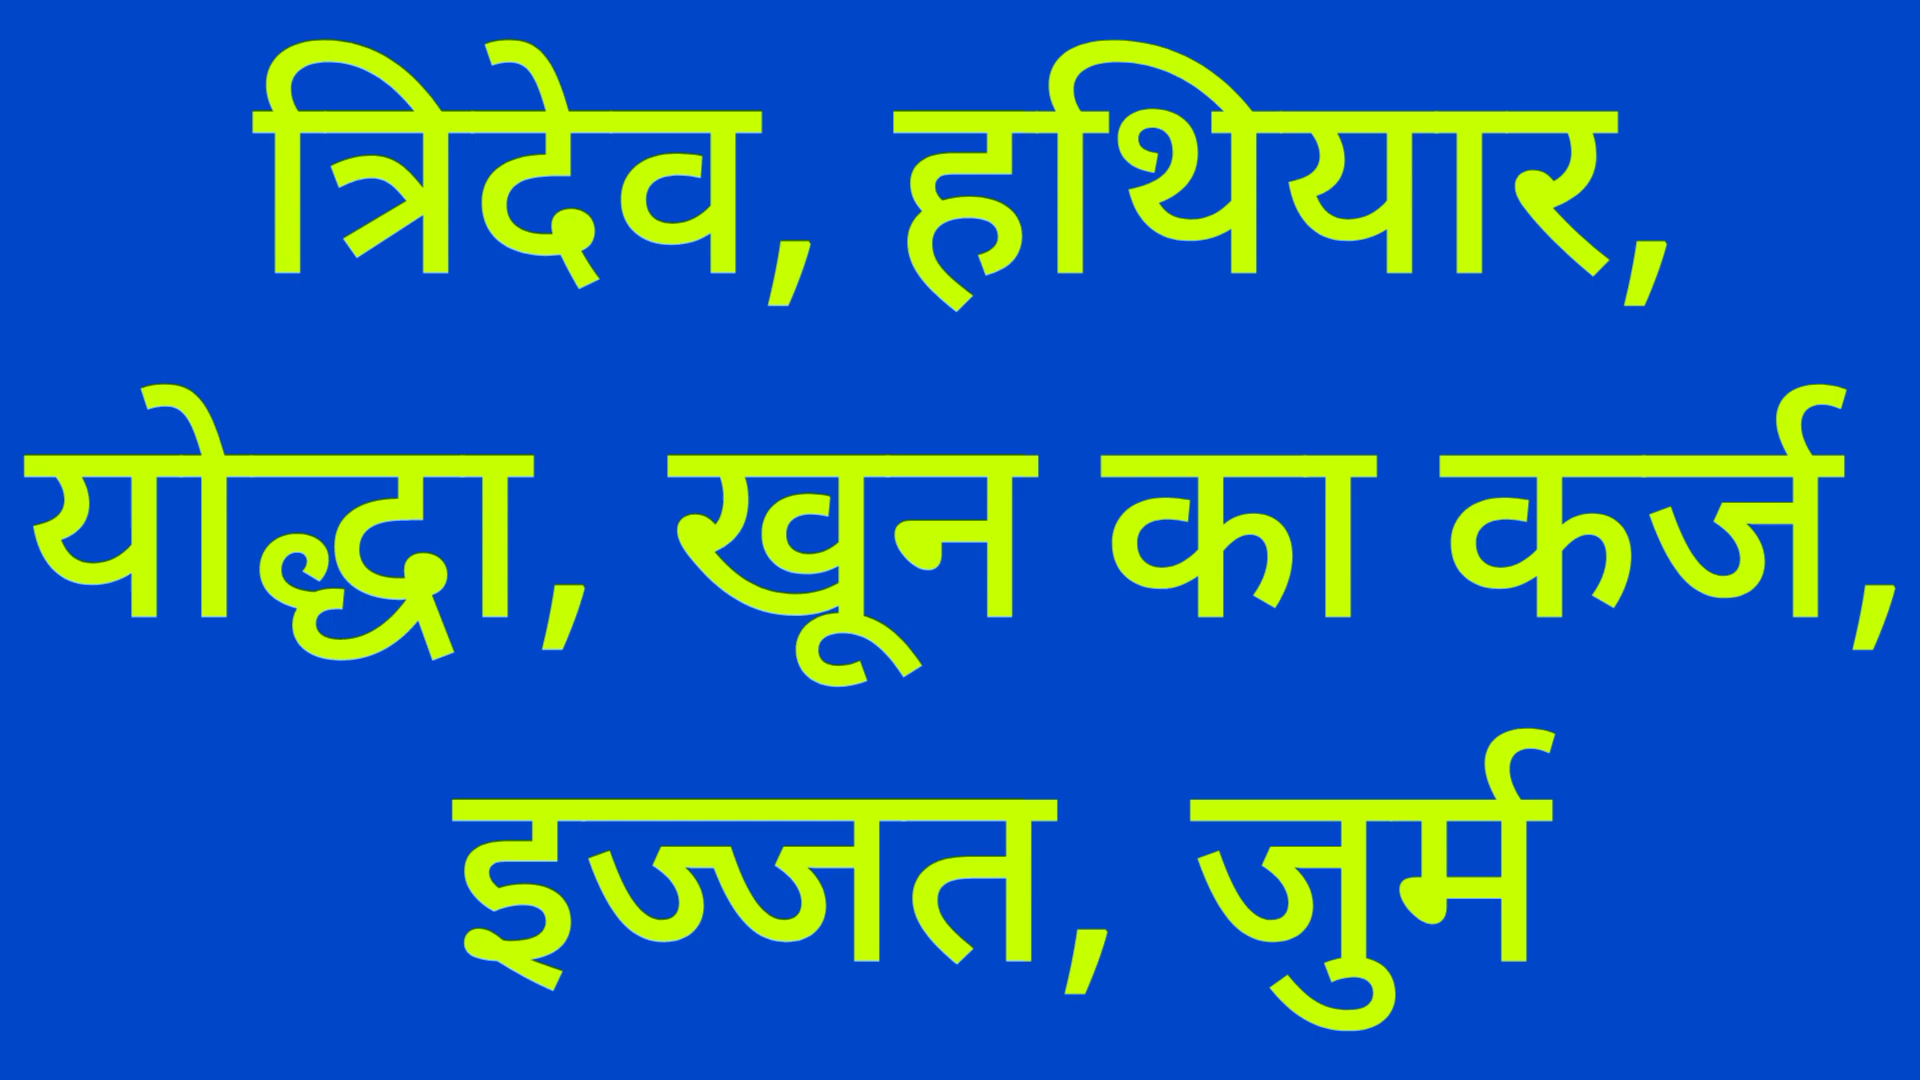 त्रिदेव, हथियार,
योद्धा, खून का कर्ज,
इज्जत, जुर्म